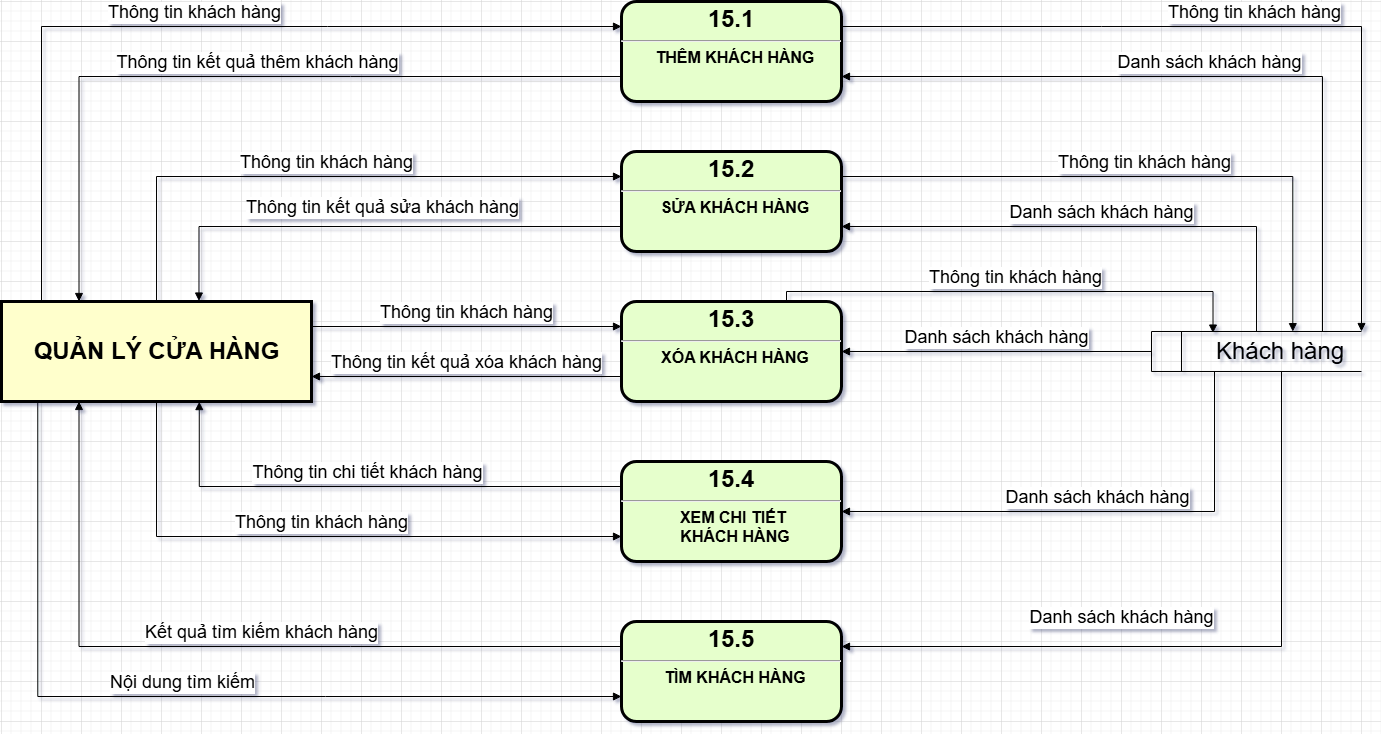 Thông tin khách hàng
15.1
Thông tin khách hàng
Thông tin kết quả thêm khách hàng
THÊM KHÁCH HÀNG
Danh sách khách hàng
Thông tin khách hàng
15.2
Thông tin khách hàng
Thông tin kết quả sửa khách hàng
SỬA KHÁCH HÀNG
Danh sách khách hàng
Thông tin khách hàng
Thông tin khách hàng
15.3
Danh sách khách hàng
QUẢN LÝ CỬA HÀNG
Thông tin kết quả xóa khách hàng
XÓA KHÁCH HÀNG
Khách hàng
Thông tin chi tiết khách hàng
15.4
Danh sách khách hàng
Thông tin khách hàng
XEM CHI TIẾT
KHÁCH HÀNG
Kết quả tìm kiếm khách hàng
15.5
Danh sách khách hàng
Nội dung tìm kiếm
TÌM KHÁCH HÀNG